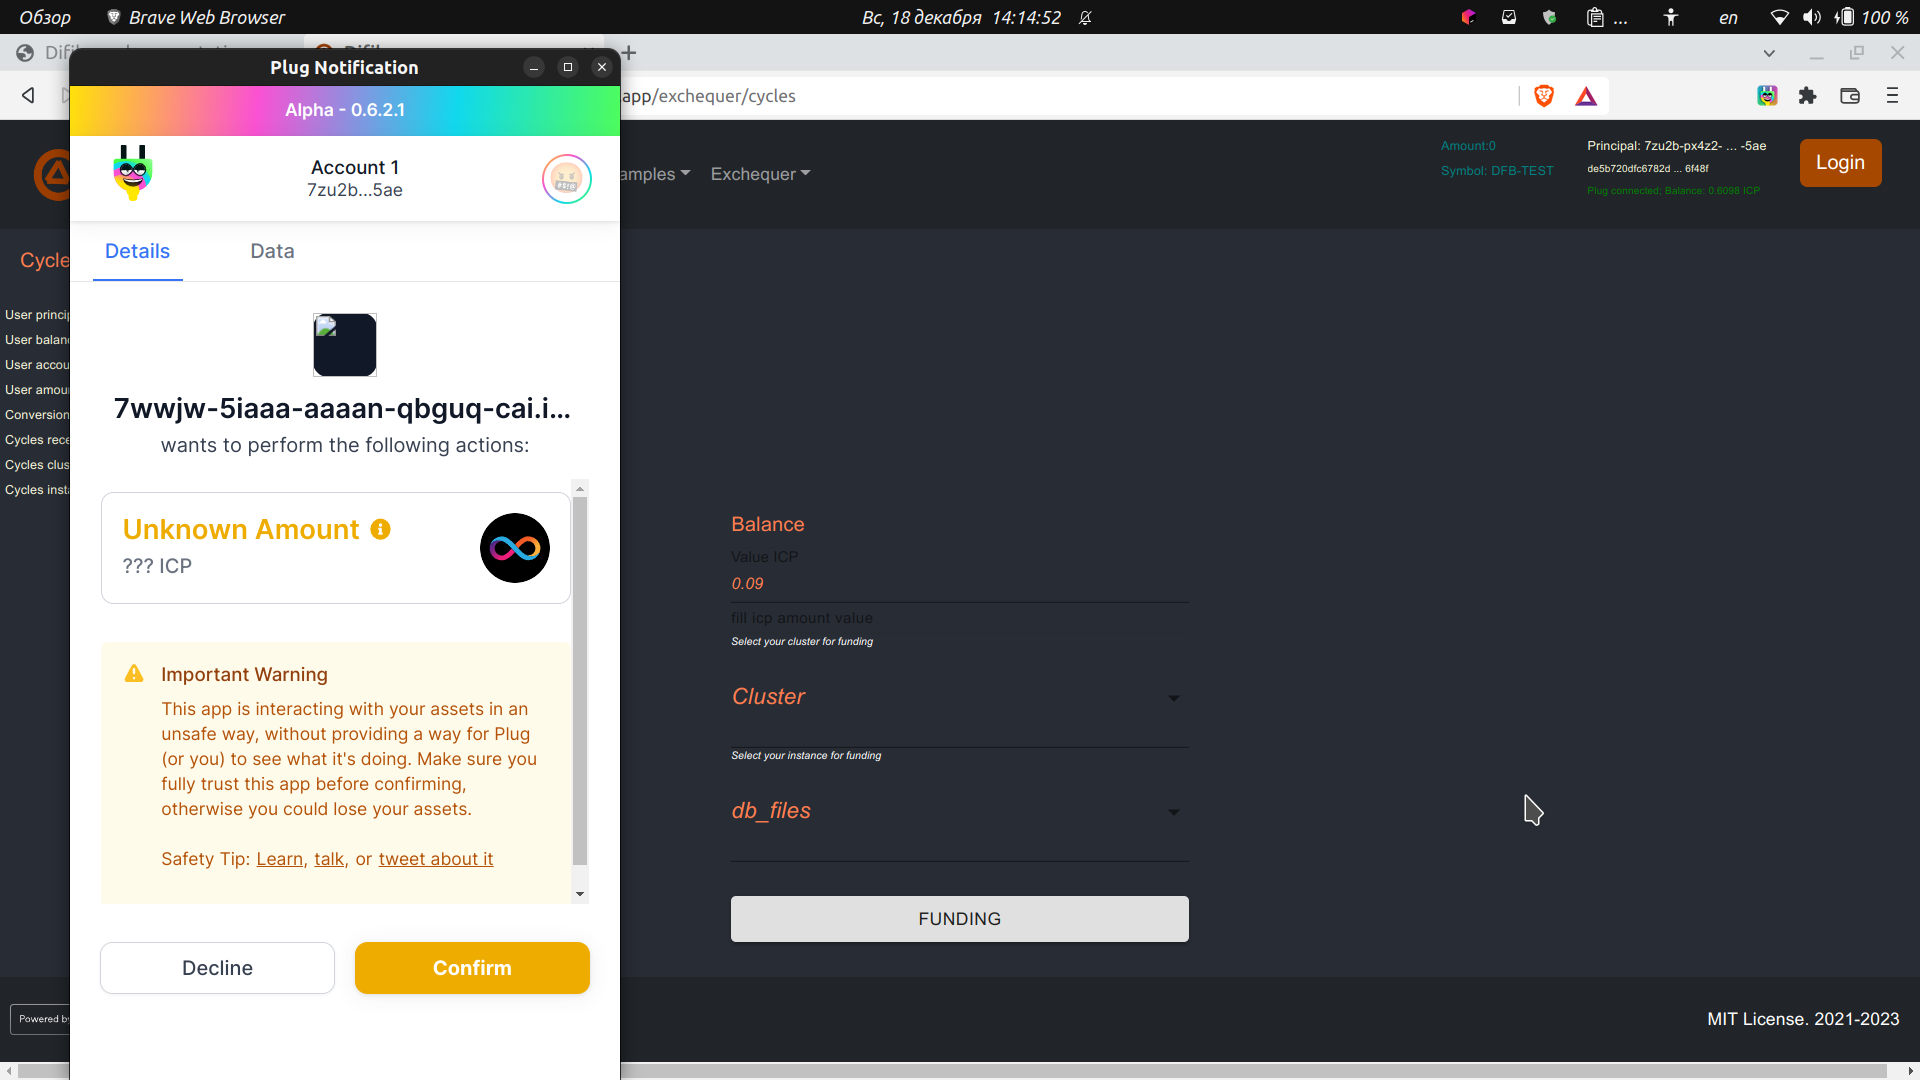 Обзор
Brave Web Browser
Вс, 18 декабря 14:14:52
...
en
100 %
Plug Notification
app/exchequer/cycles
Alpha - 0.6.2.1
Account 1
7zu2b...5ae
amples
Exchequer
Amount:0
Symbol: DFB-TEST
Principal: 7zu2b-px4z2- ... -5ae
de5b720dfc6782d ... 6f48f
Plug connected; Balance: 0.6098 ICP
Login
Details
Data
Cycle
User princip
User balan
User accou
User amou
Conversion
Cycles rece
Cycles clus
Cycles inst
7wwjw-5iaaa-aaaan-qbguq-cai.i...
wants to perform the following actions:
Unknown Amount
??? ICP
Important Warning
This app is interacting with your assets in an
unsafe way, without providing a way for Plug
(or you) to see what it's doing. Make sure you
fully trust this app before confirming,
otherwise you could lose your assets.
Safety Tip: Learn, talk, or tweet about it
Decline
Confirm
Balance
Value ICP
0.09
fill icp amount value
Select your cluster for funding
Cluster
Select your instance for funding
db_files
FUNDING
Powered by
MIT License. 2021-2023